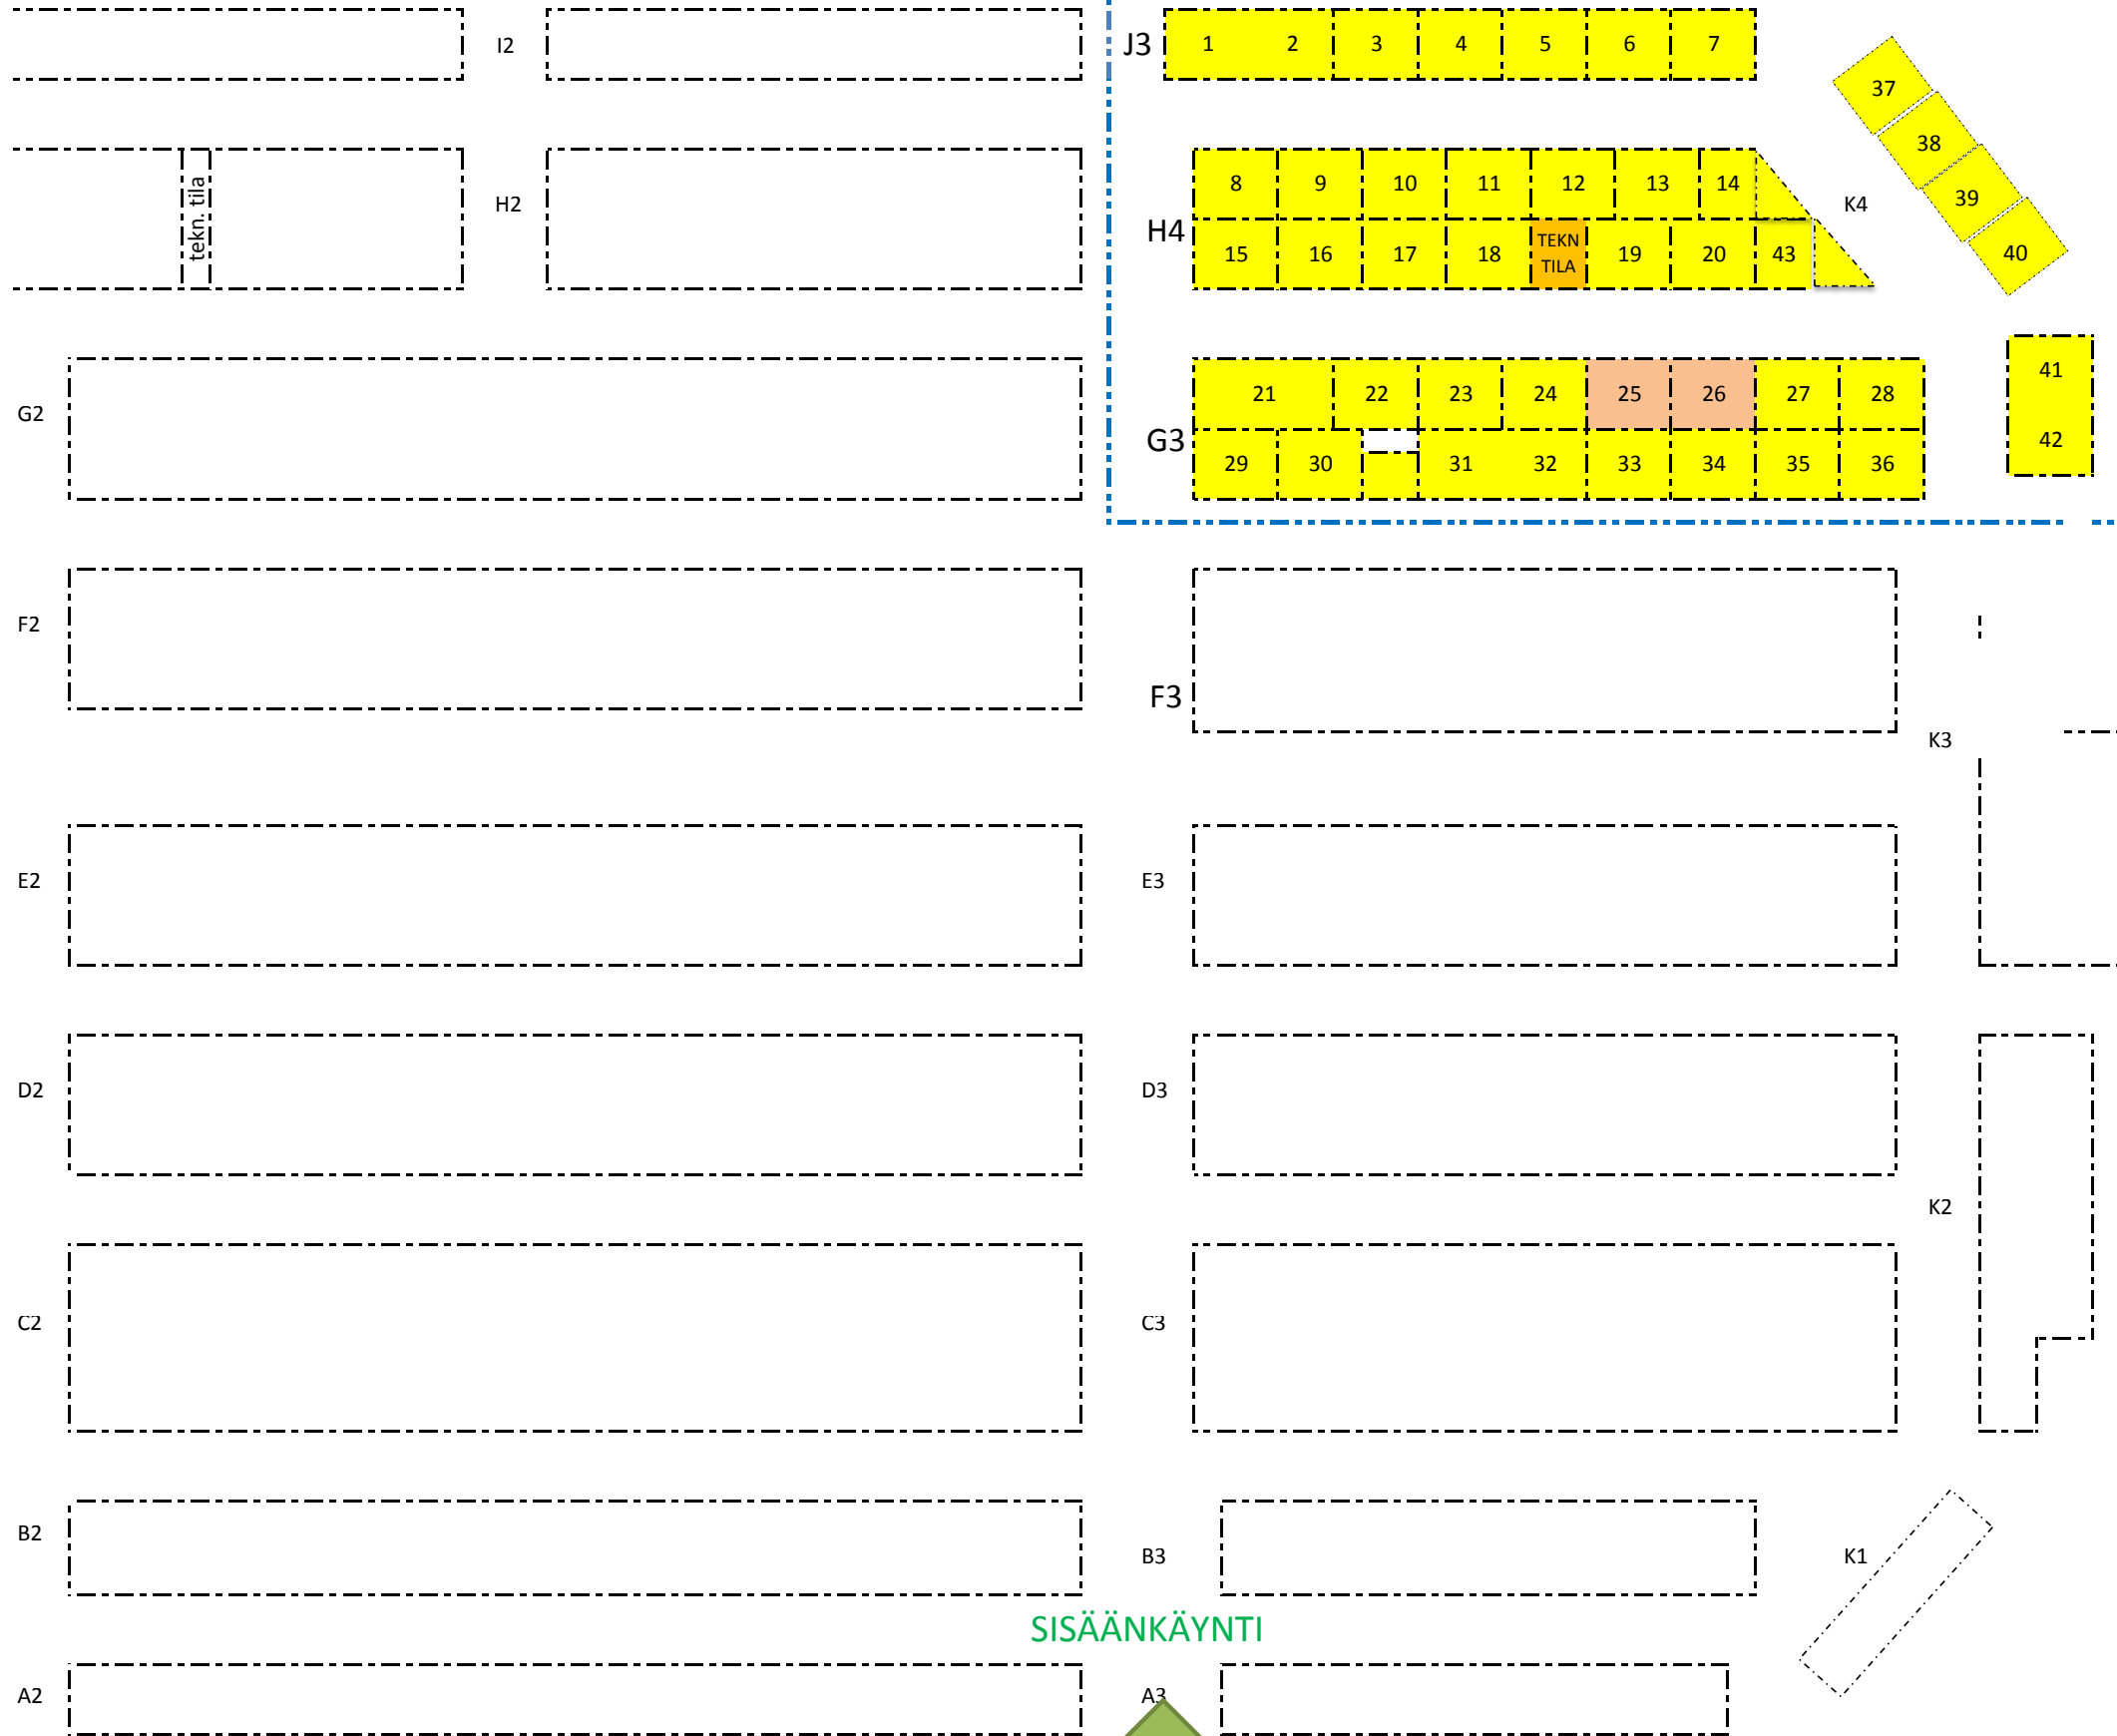 I2
J3 1 2 3 4 5 6 7
37
38
39
40
tekn. tila
H2
H4
8 9 10 11 12 13 14
K4
15 16 17 18 TEKN TILA 19 20 43
G2
G3
21 22 23 24 25 26 27 28
29 30 31 32 33 34 35 36
41
42
F2
F3
K3
E2 E3
D2 D3
K2
C2 C3
B2
B3 K1
SISÄÄNKÄYNTI
A2 A3